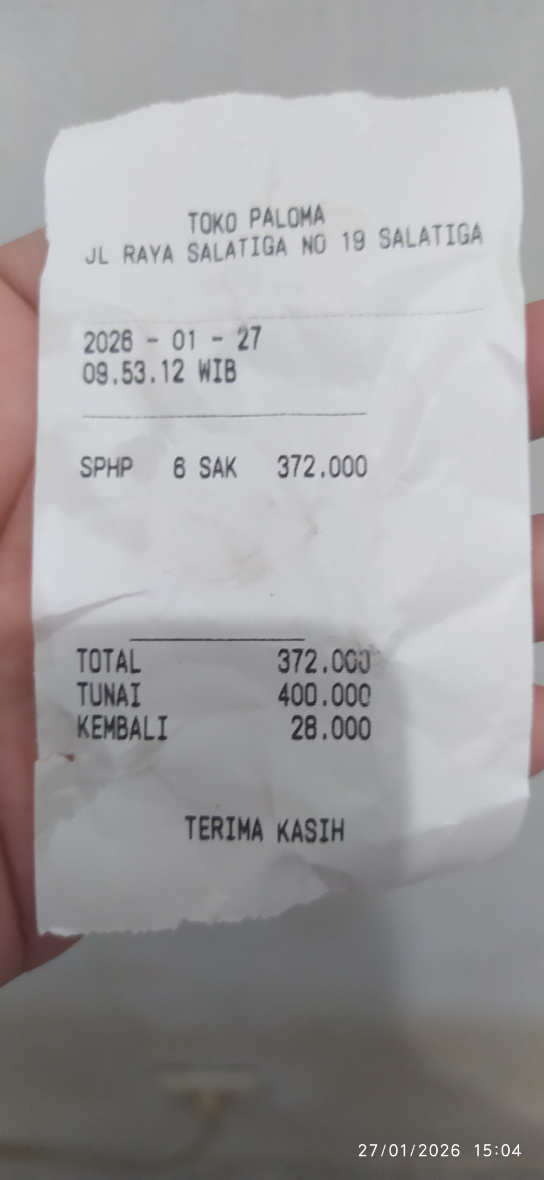 TOKO PALOMA
JL RAYA SALATIGA NO 19 SALATIGA
2026 - 01 - 27
09.53.12 WIB
SPHP 6 SAK 372.000
TOTAL 372.000
TUNAI 400.000
KEMBALI 28.000
TERIMA KASIH
27/01/2026 15:04